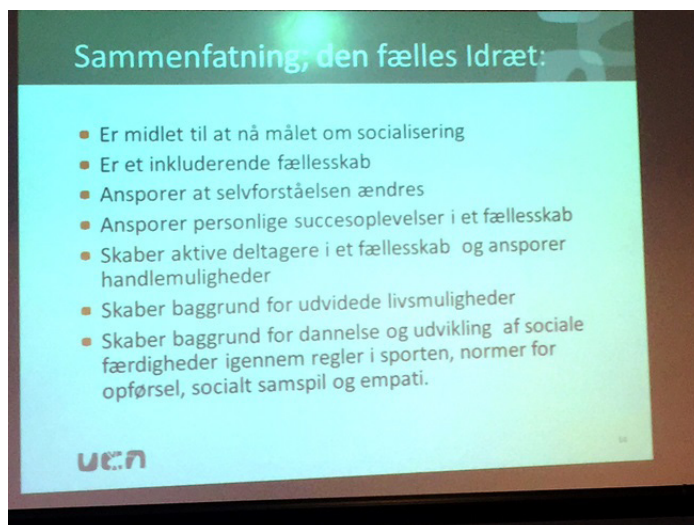 Sammenfatning; den fælles Idræt:
Er midlet til at nå målet om socialisering
Er et inkluderende fællesskab
Ansporer at selvforståelsen ændres
Ansporer personlige succesoplevelser i et fællesskab
Skaber aktive deltagere i et fællesskab og ansporer
handlemuligheder
Skaber baggrund for udvidede livsmuligheder
Skaber baggrund for dannelse og udvikling af sociale
færdigheder igennem regler i sporten, normer for
opførsel, socialt samspil og empati.
ucn